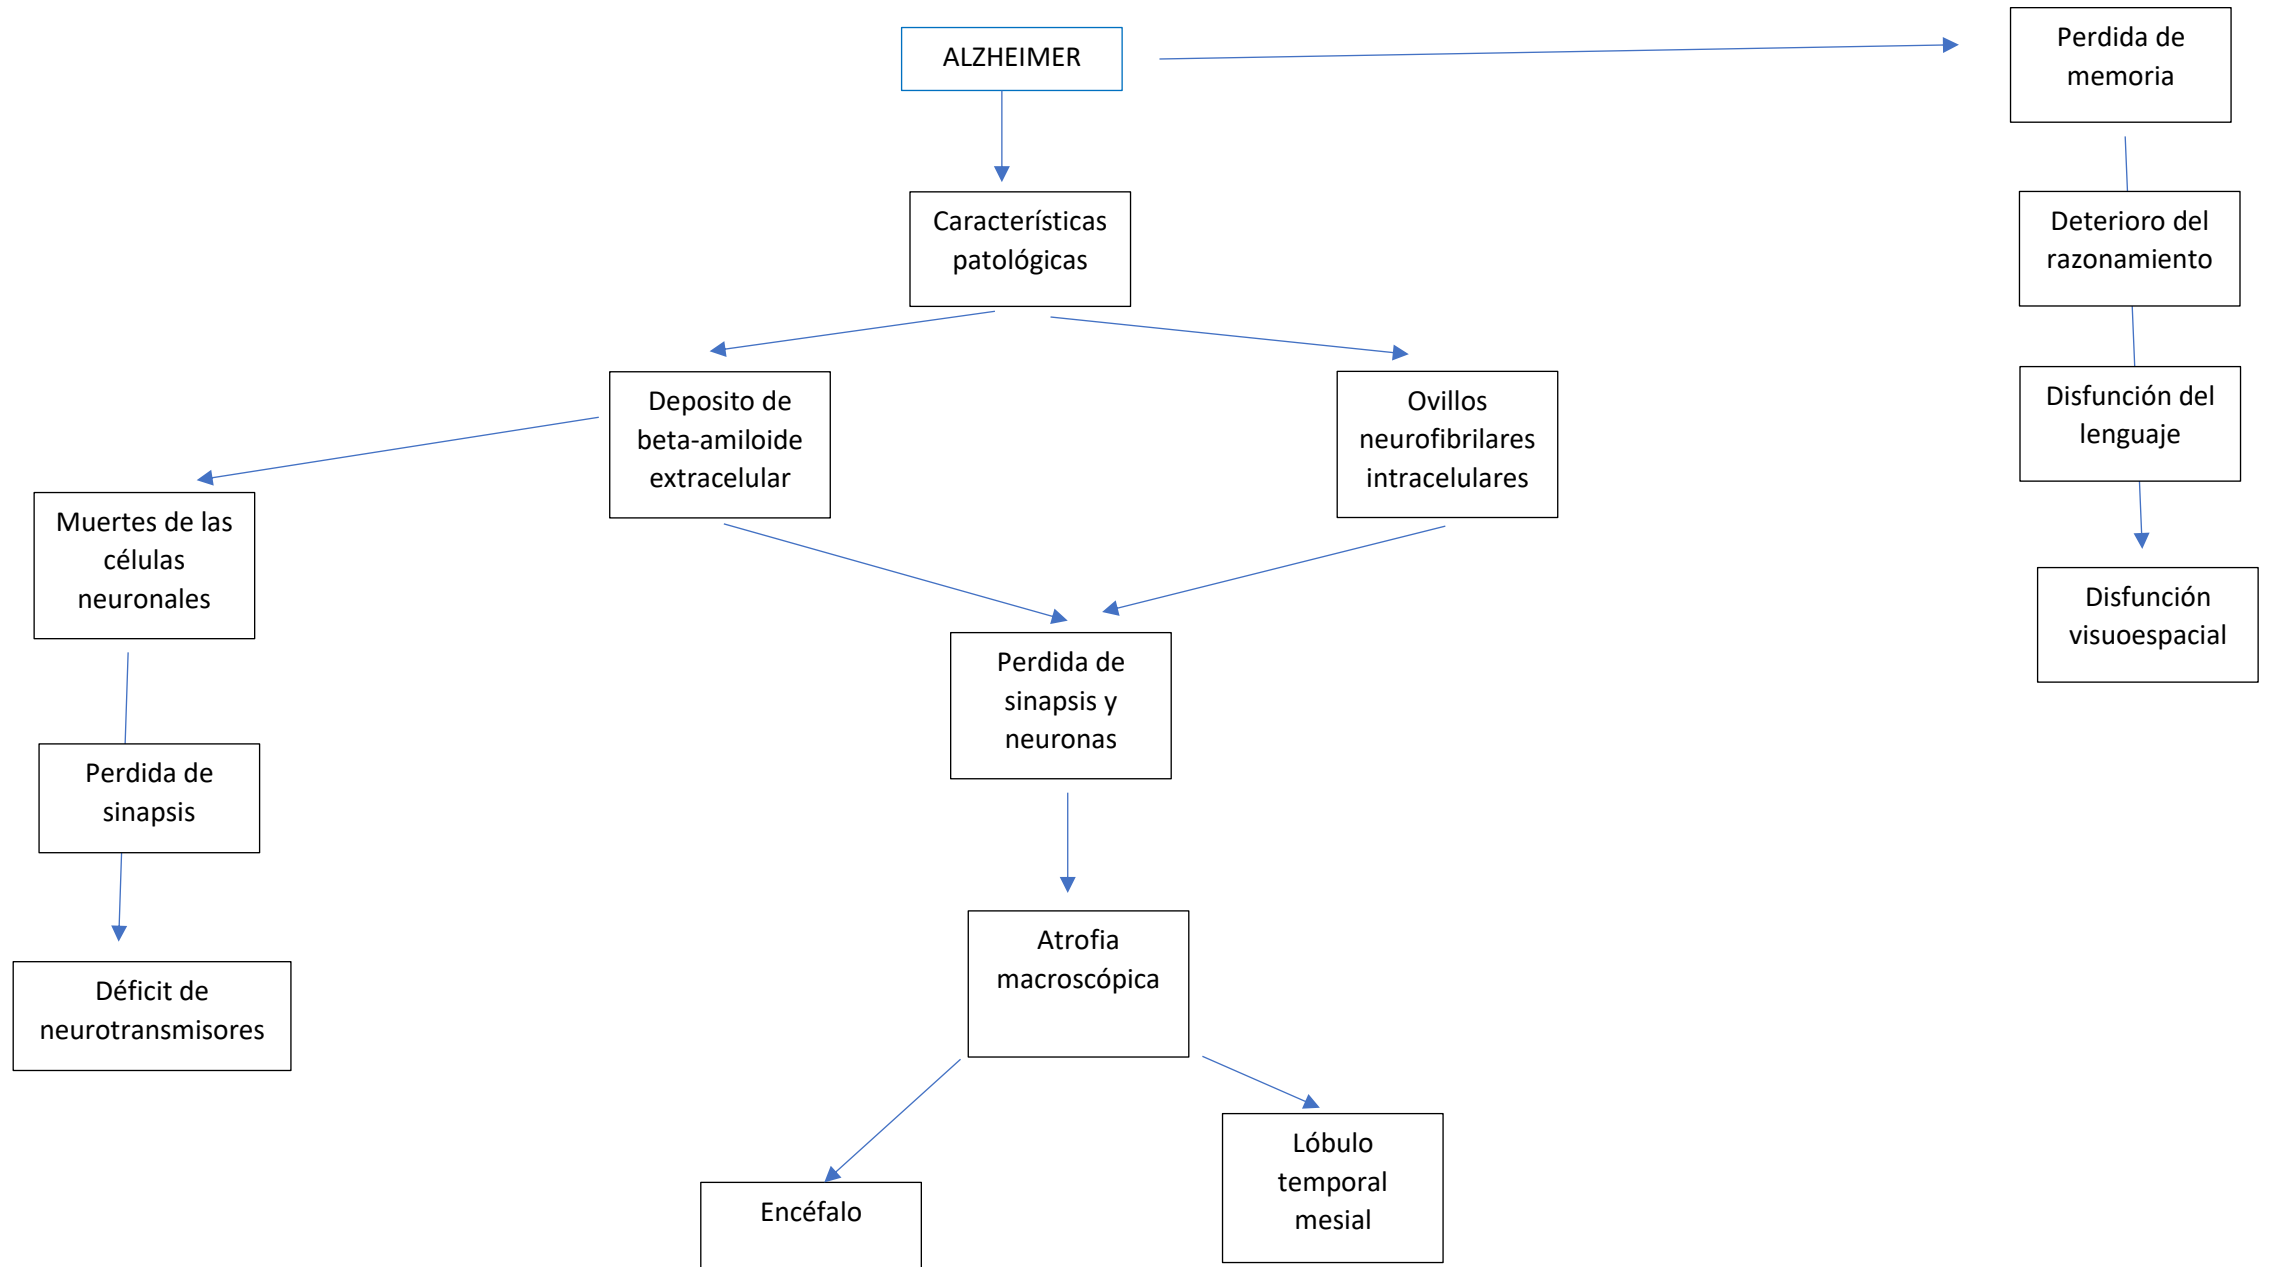 ALZHEIMER
Perdida de
memoria
Característícas
patológicas
Deterioro del
razonamiento
Deposito de
beta-amiloide
extracelular
Ovillos
neurofibrilares
intracelulares
Disfunción del
lenguaje
Muertes de las
células
neuronales
Disfunción
visuoespacial
Perdida de
sinapsis y
neuronas
Perdida de
sinapsis
Atrofia
macroscópica
Déficit de
neurotransmisores
Lóbulo
temporal
mesial
Encéfalo